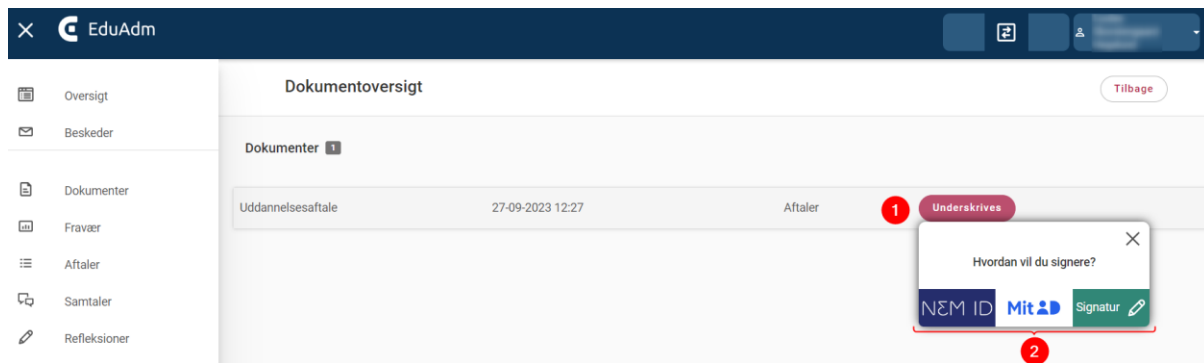 EduAdm
Oversigt
Beskeder
Dokumenter
Fravær
Aftaler
Samtaler
Refleksioner
Dokumentoversigt
Tilbage
Dokumenter 1
Uddannelsesaftale 27-09-2023 12:27 Aftaler 1 Underskrives
Hvordan vil du signere?
NEM ID Mit ID Signatur
2